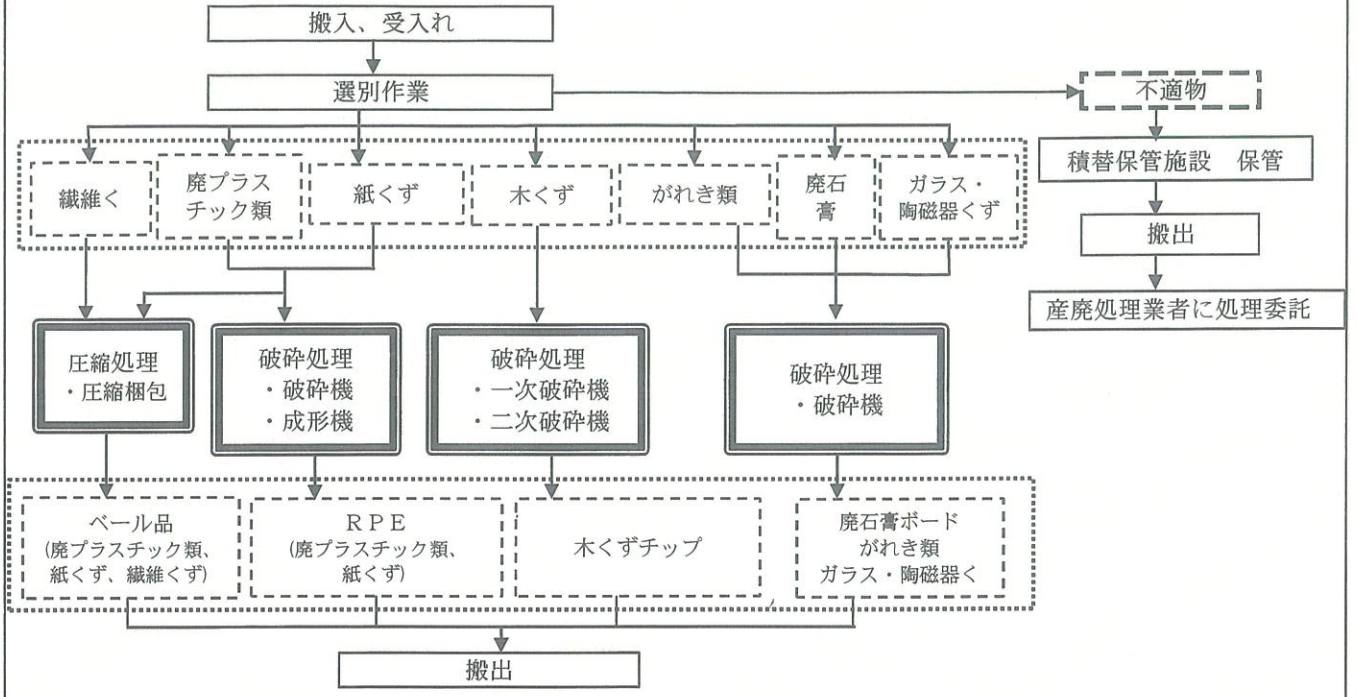 搬入、受入れ
選別作業
不適物
積替保管施設　保管
搬出
産廃処理業者に処理委託
繊維く
廃プラス
チック類
紙くず
木くず
がれき類
廃石
膏
ガラス・
陶磁器くず
圧縮処理
・圧縮梱包
破砕処理
・破砕機
・成形機
破砕処理
・一次破砕機
・二次破砕機
破砕処理
・破砕機
ベール品
(廃プラスチック類、
紙くず、繊維くず)
ＲＰＥ
(廃プラスチック類、
紙くず)
木くずチップ
廃石膏ボード
がれき類
ガラス・陶磁器く
搬出